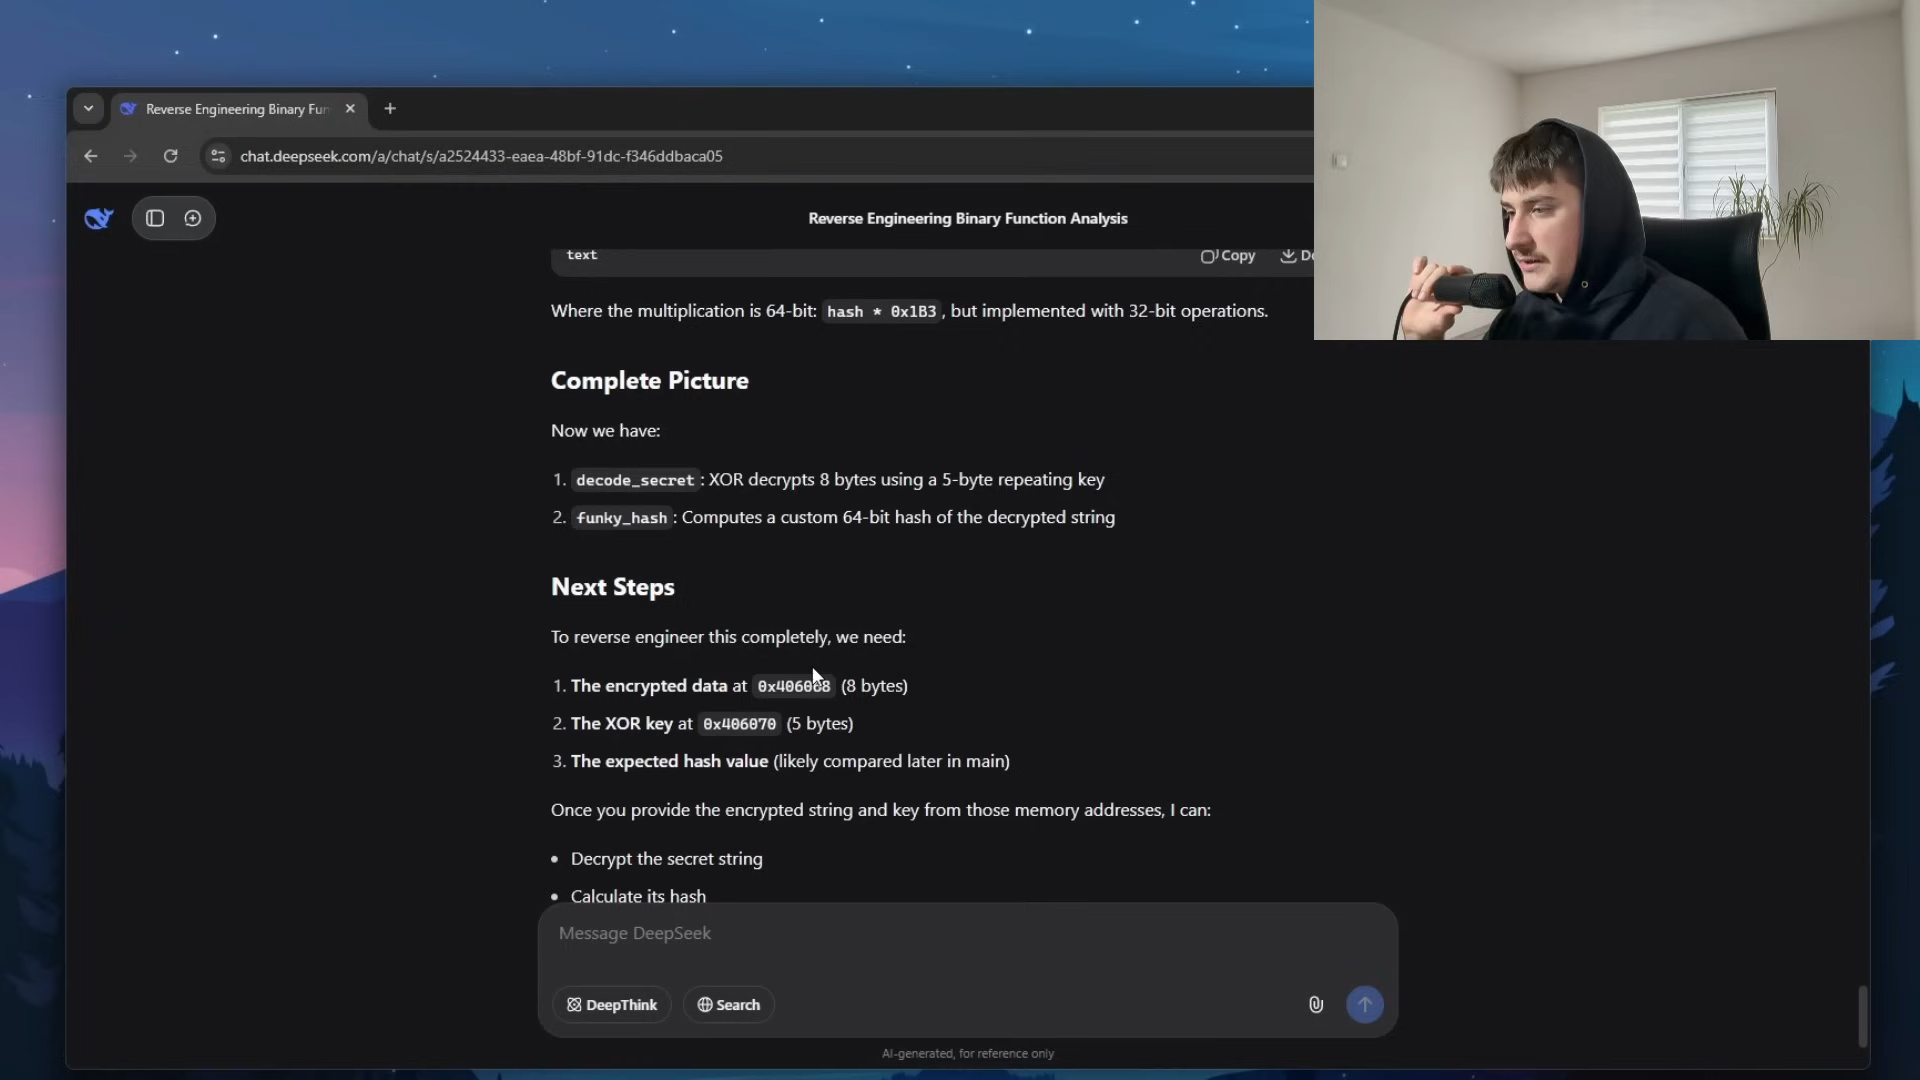 Reverse Engineering Binary Fun
chat.deepseek.com/a/chat/s/a2524433-eaea-48bf-91dc-f346ddbaca05
Reverse Engineering Binary Function Analysis
text
Copy
Where the multiplication is 64-bit: hash * 0x1B3, but implemented with 32-bit operations.
Complete Picture
Now we have:
1. decode_secret: XOR decrypts 8 bytes using a 5-byte repeating key
2. funky_hash: Computes a custom 64-bit hash of the decrypted string
Next Steps
To reverse engineer this completely, we need:
1. The encrypted data at (8 bytes)
2. The XOR key at 0x406070 (5 bytes)
3. The expected hash value (likely compared later in main)
Once you provide the encrypted string and key from those memory addresses, I can:
• Decrypt the secret string
• Calculate its hash
Message DeepSeek
DeepThink
Search
AI-generated, for reference only